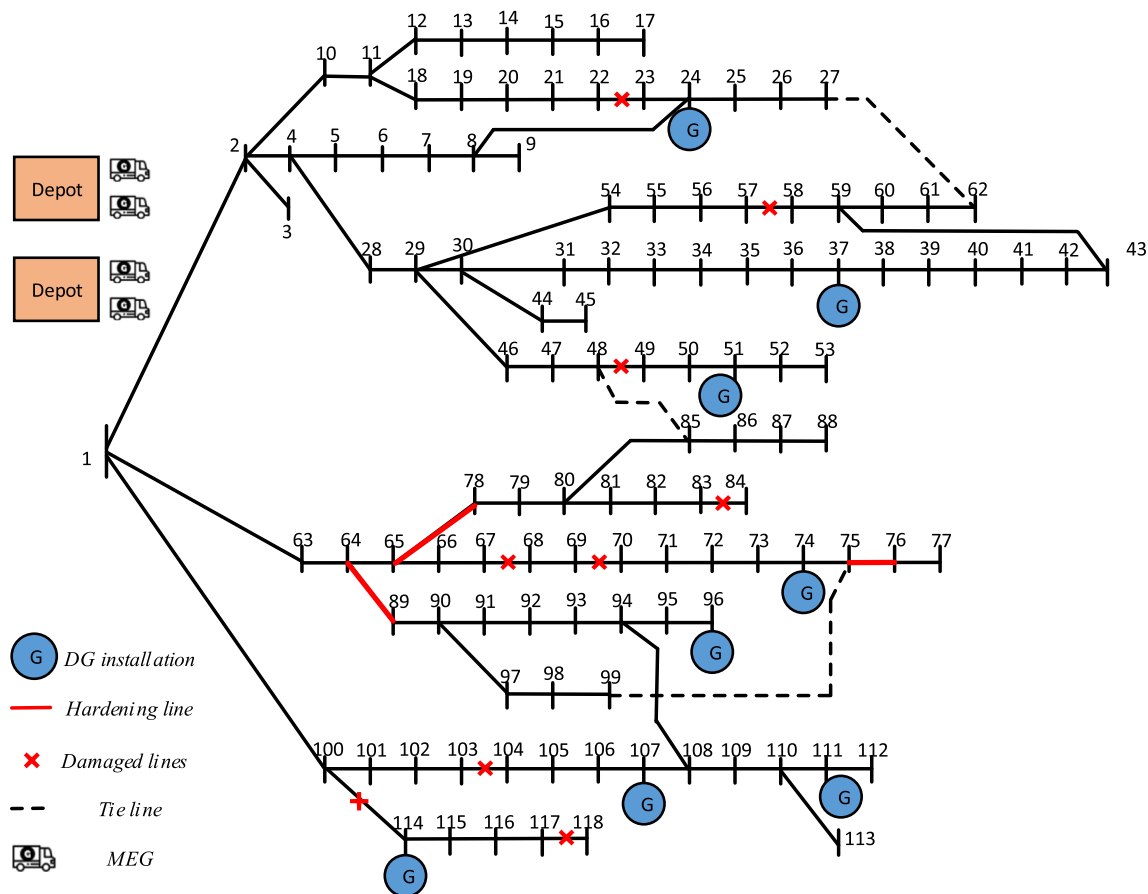 12 13 14 15 16 17
10 11
18 19 20 21 22 23 24 25 26 27
G
2 4 5 6 7 8 9
Depot
3
54 55 56 57 58 59 60 61 62
28 29 30 31 32 33 34 35 36 37 38 39 40 41 42 43
Depot
44 45
G
46 47 48 49 50 51 52 53
G
85 86 87 88
1
78 79 80 81 82 83 84
63 64 65 66 67 68 69 70 71 72 73 74 75 76 77
G
89 90 91 92 93 94 95 96
G
G DG installation
97 98 99
Hardening line
100 101 102 103 104 105 106 107 108 109 110 111 112
Damaged lines
G
G
Tie line
114 115 116 117 118
113
MEG
G